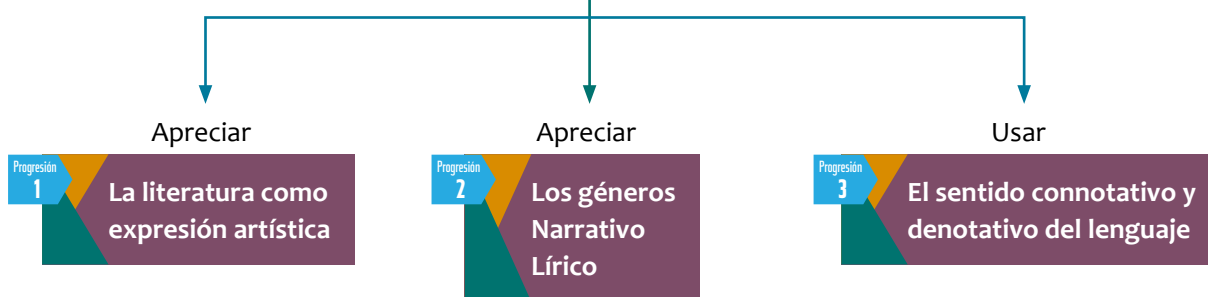 Apreciar
Progresión
1
La literatura como
expresión artística
Apreciar
Progresión
2
Los géneros
Narrativo
Lírico
Usar
Progresión
3
El sentido connotativo y
denotativo del lenguaje